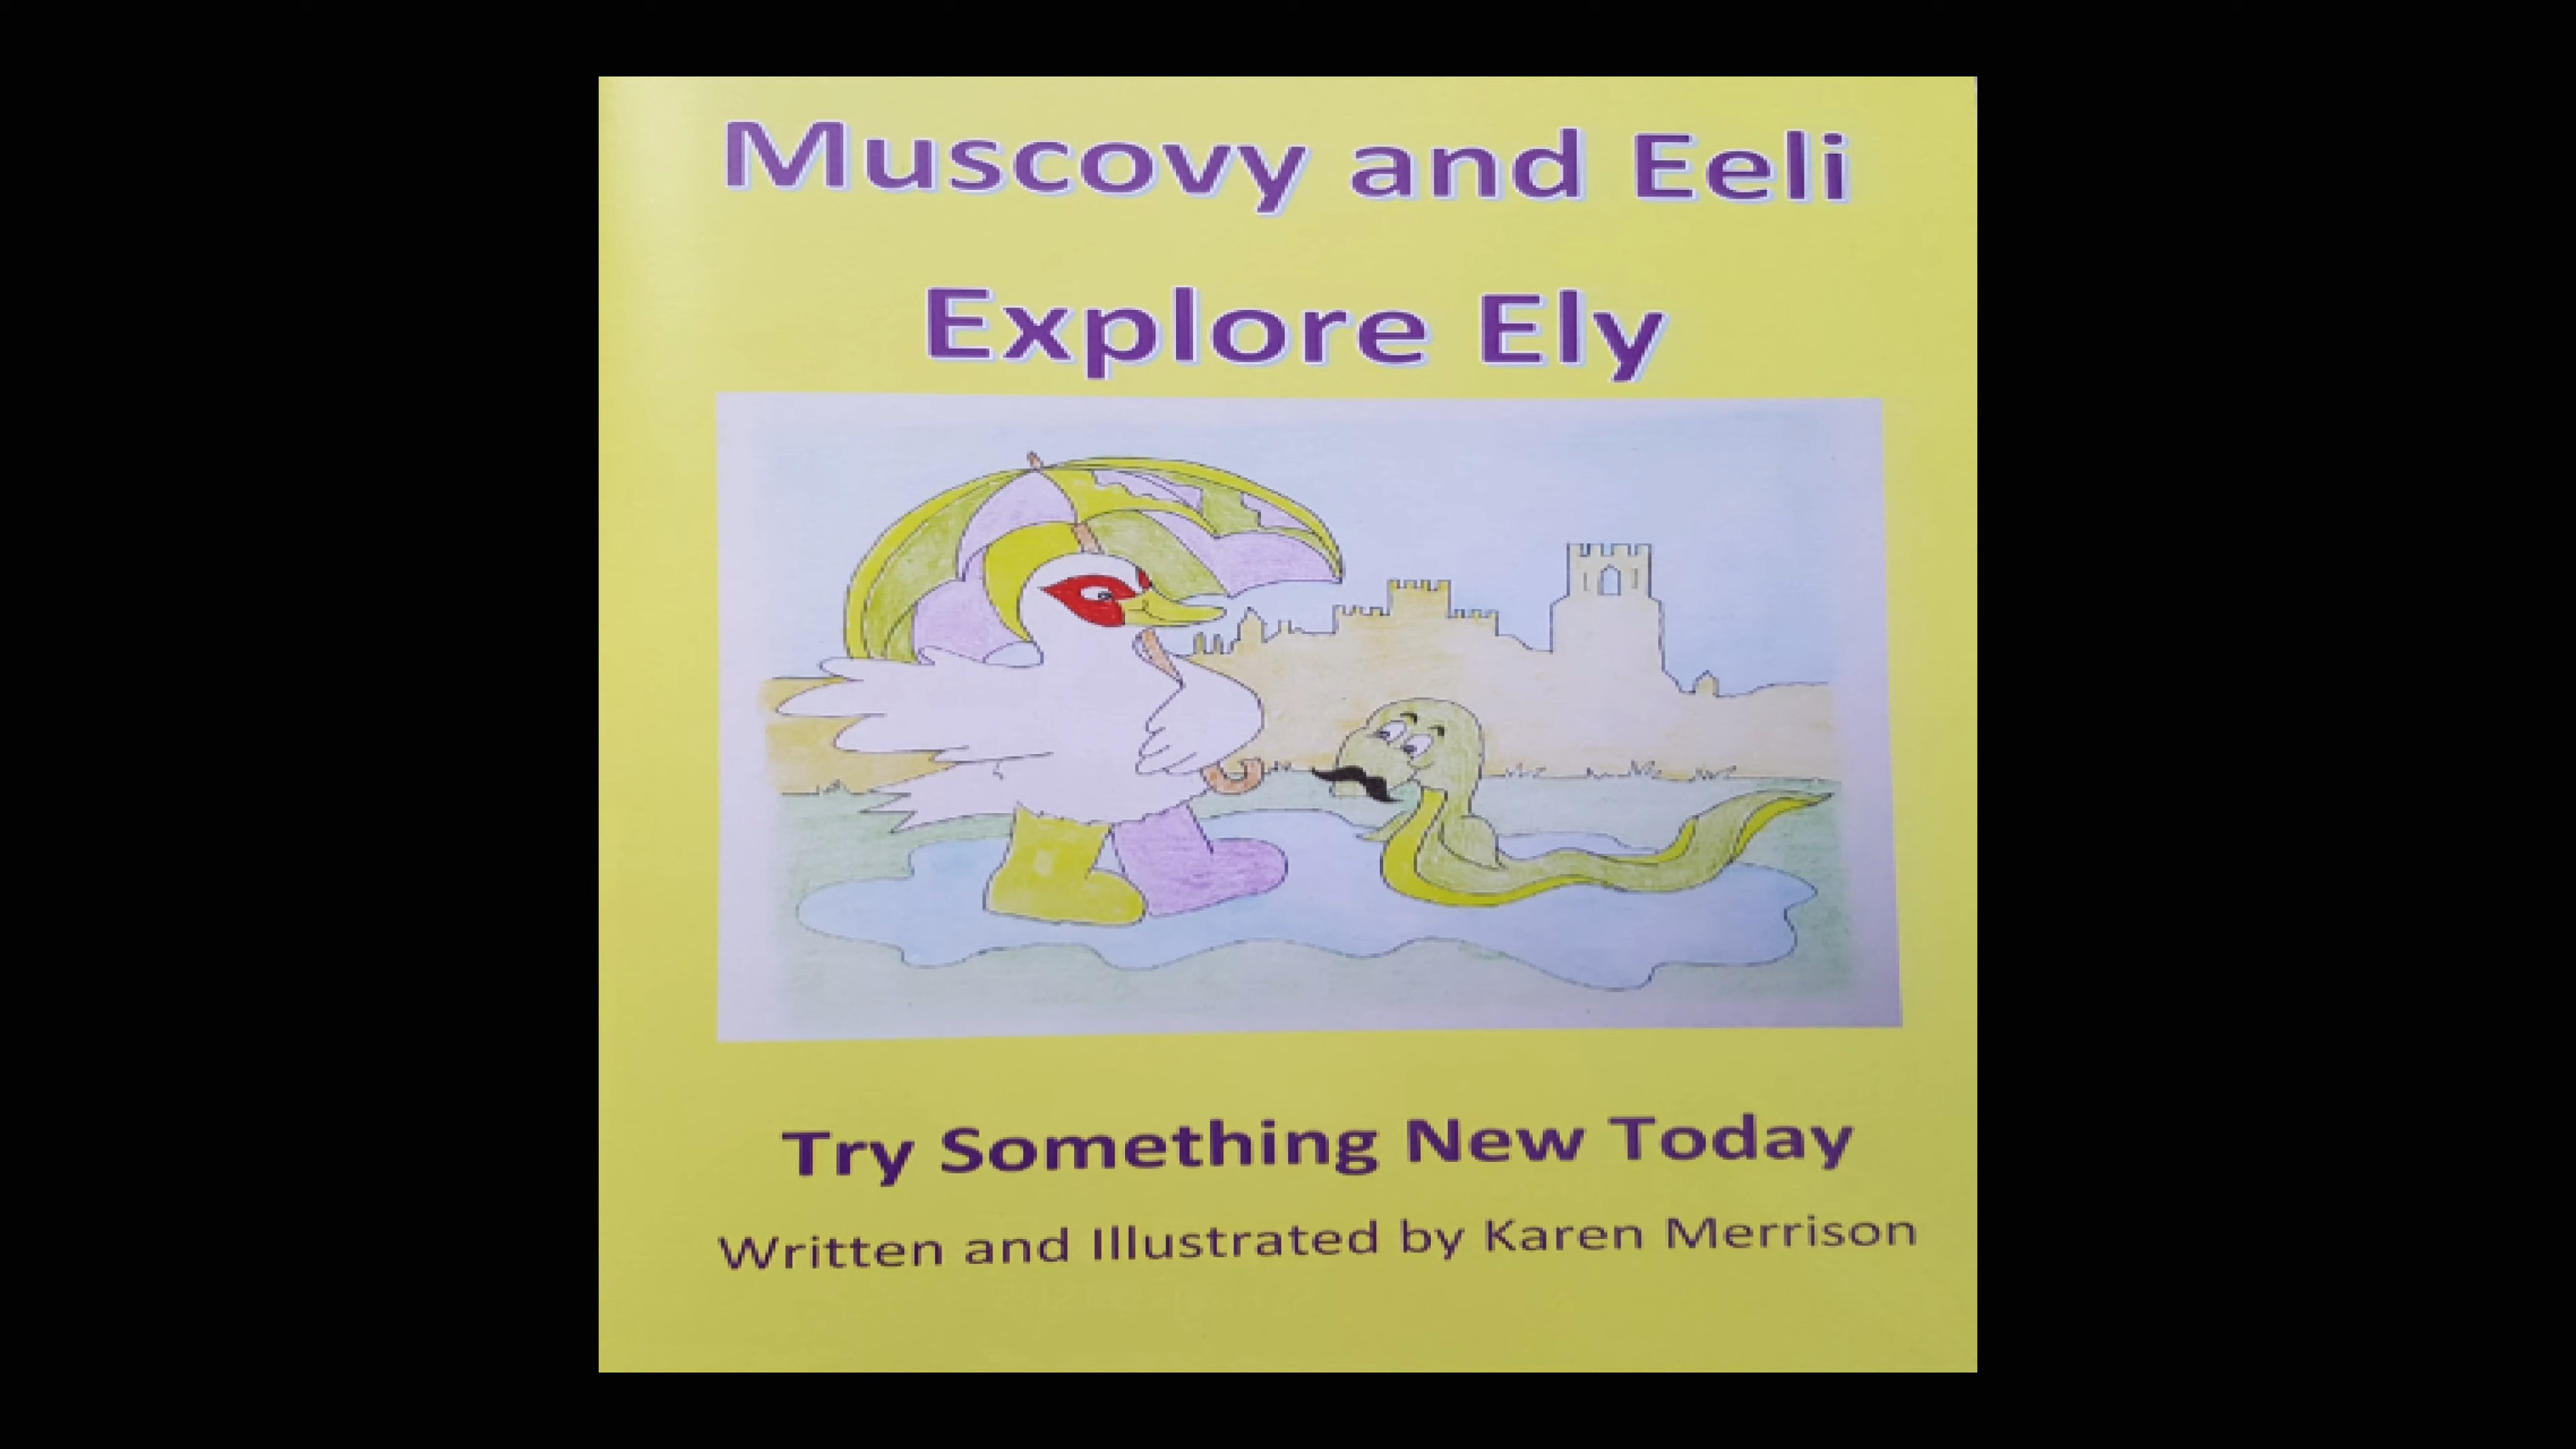 Muscovy and Eeli
Explore Ely
Try Something New Today
Written and Illustrated by Karen Merrison